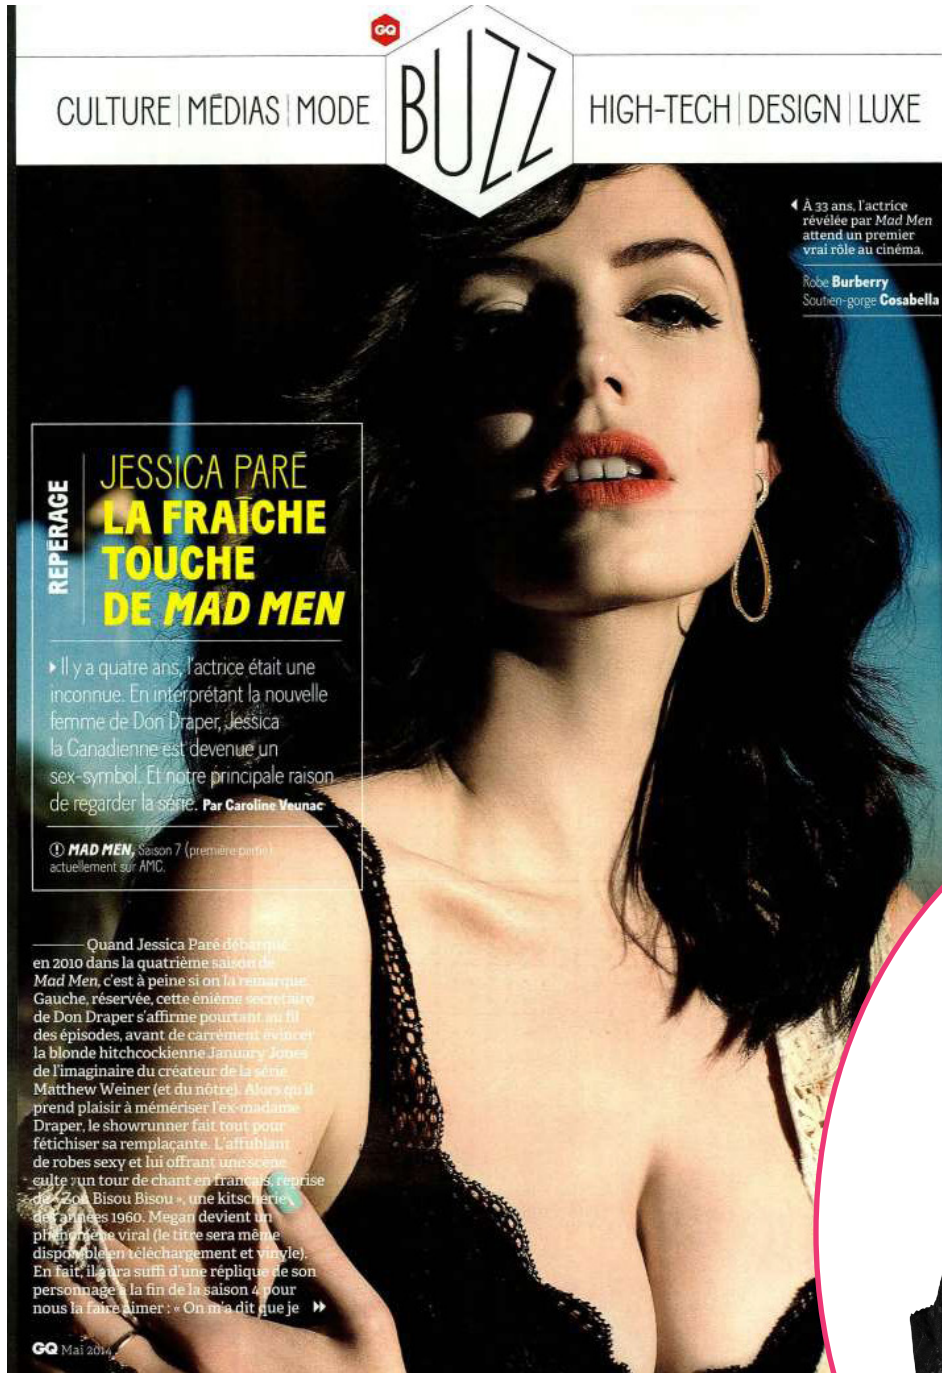 GQ
BUZZ
CULTURE | MÉDIAS | MODE
HIGH-TECH | DESIGN | LUXE
À 33 ans, l'actrice
révélée par Mad Men
attend un premier
vrai rôle au cinéma.
Robe Burberry
Soutien-gorge Cosabella
REPÉRAGE
JESSICA PARÉ
LA FRAÎCHE
TOUCHE
DE MAD MEN
Il y a quatre ans, l'actrice était une
inconnue. En interprétant la nouvelle
femme de Don Draper, Jessica
la Canadienne est devenue un
sex-symbol. Et notre principale raison
de regarder la série. Par Caroline Veunac
MAD MEN, Saison 7 (première partie),
actuellement sur AMC.
Quand Jessica Paré débarque
en 2010 dans la quatrième saison de
Mad Men, c'est à peine si on la remarque.
Gauche, réservée, cette énième secrétaire
de Don Draper s'affirme pourtant au fil
des épisodes, avant de carrément évincer
la blonde hitchcockienne January Jones
de l'imaginaire du créateur de la série
Matthew Weiner (et du nôtre). Alors qu'il
prend plaisir à mémériser l'ex-madame
Draper, le showrunner fait tout pour
fétichiser sa remplaçante. L'affublant
de robes sexy et lui offrant une scène
culte : un tour de chant en français, reprise
de « Zou Bisou Bisou », une kitscherie
des années 1960. Megan devient un
phénomène viral (le titre sera même
disponible en téléchargement et vinyle).
En fait, il aura suffi d'une réplique de son
personnage à la fin de la saison 4 pour
nous la faire aimer : « On m'a dit que je
GQ Mai 2014